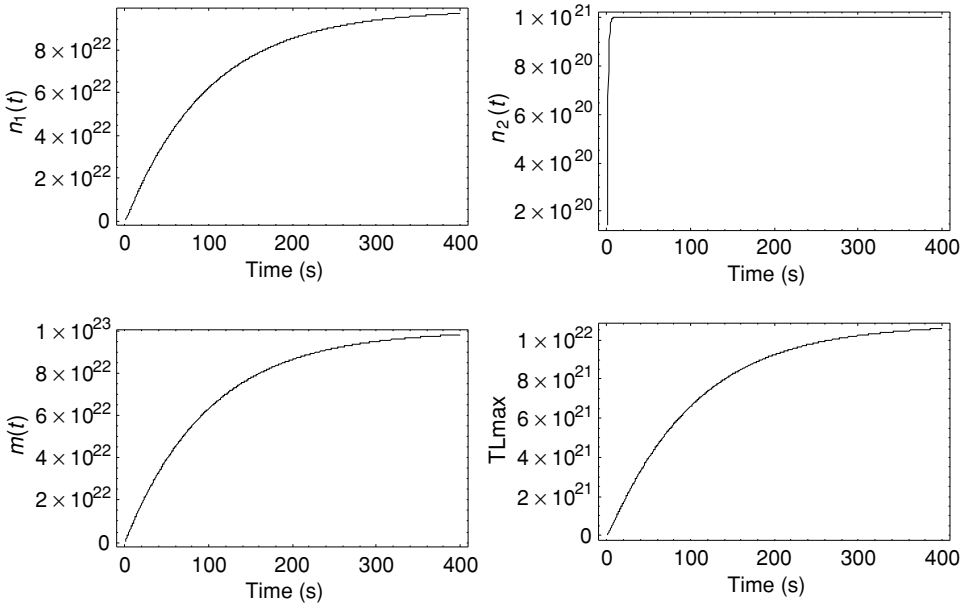 n₁(t)
8 × 10²²
6 × 10²²
4 × 10²²
2 × 10²²
0
0 100 200 300 400
Time (s)
n₂(t)
1 × 10²¹
8 × 10²⁰
6 × 10²⁰
4 × 10²⁰
2 × 10²⁰
0 100 200 300 400
Time (s)
m(t)
1 × 10²³
8 × 10²²
6 × 10²²
4 × 10²²
2 × 10²²
0
0 100 200 300 400
Time (s)
TLmax
1 × 10²²
8 × 10²¹
6 × 10²¹
4 × 10²¹
2 × 10²¹
0
0 100 200 300 400
Time (s)